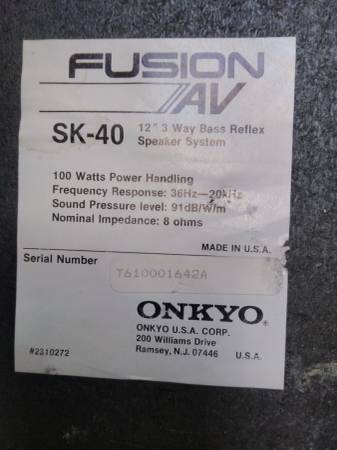 FUSION
AV
SK-40 12" 3 Way Bass Reflex
Speaker System
100 Watts Power Handling
Frequency Response: 36Hz—20kHz
Sound Pressure level: 91dB/W/m
Nominal Impedance: 8 ohms
MADE IN U.S.A.
Serial Number
T610001642A
ONKYO®
ONKYO U.S.A. CORP.
200 Williams Drive
Ramsey, N.J. 07446 U.S.A.
#2310272